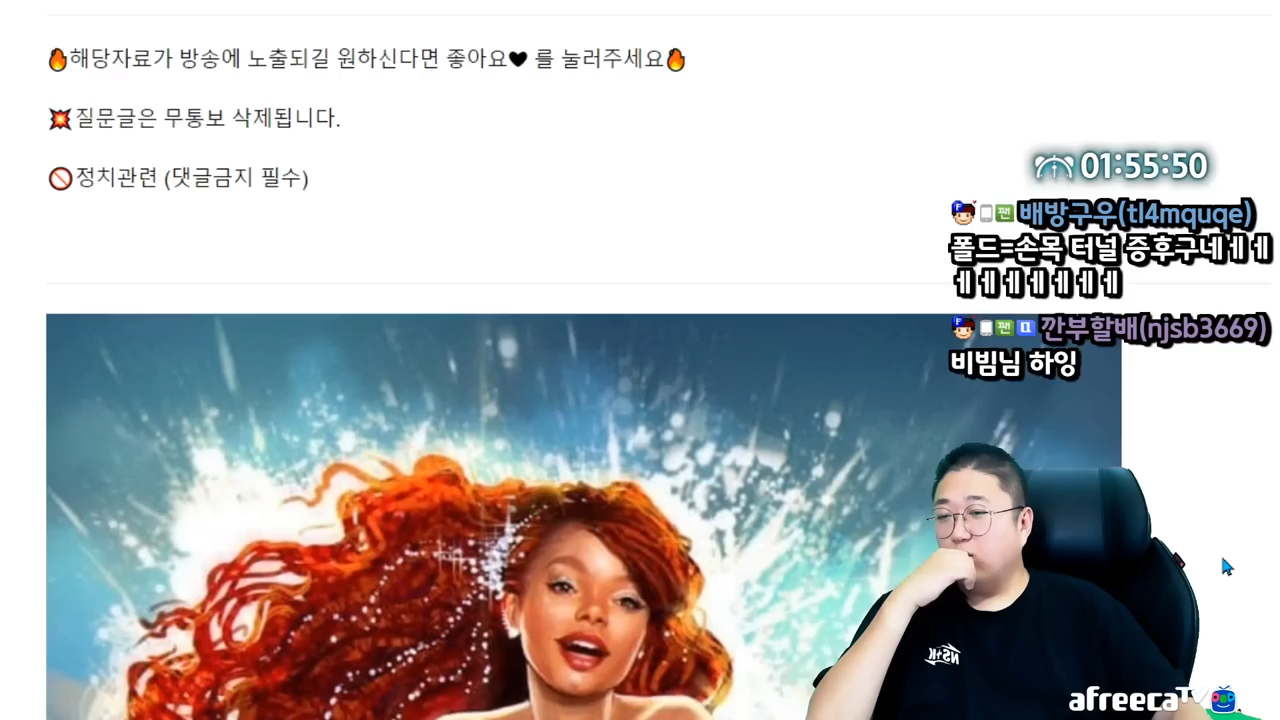 🔥해당자료가 방송에 노출되길 원하신다면 좋아요🖤 를 눌러주세요🔥
💥질문글은 무통보 삭제됩니다.
🚫정치관련 (댓글금지 필수)
01:55:50
F 찐 배방구우(tl4mquqe)
폴드=손목 터널 증후구네ㅔㅔ
ㅔㅔㅔㅔㅔㅔㅔ
F 찐 깐부할배(njsb3669)
비빔님 하잉
afreecaTV